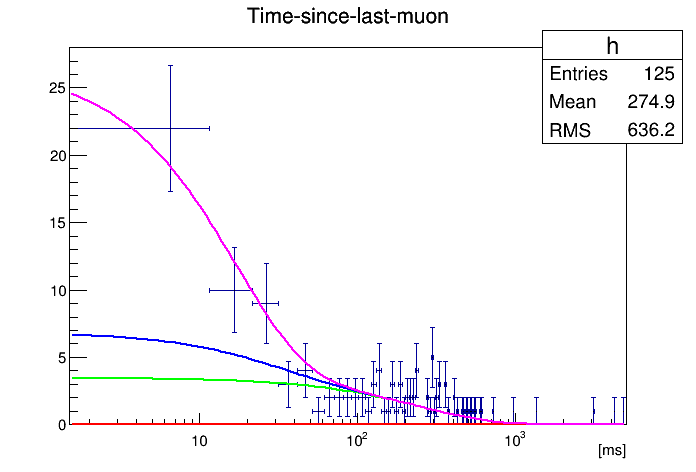 Time-since-last-muon
h
Entries 125
Mean 274.9
RMS 636.2
25
20
15
10
5
0
10 10² 10³
[ms]